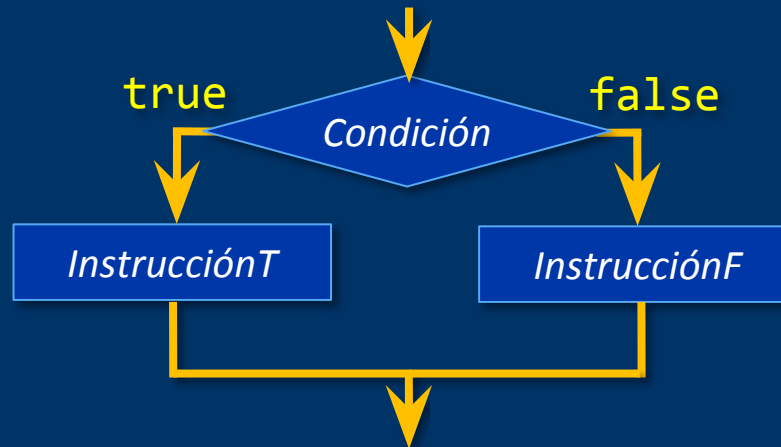 true
false
Condición
InstrucciónT
InstrucciónF